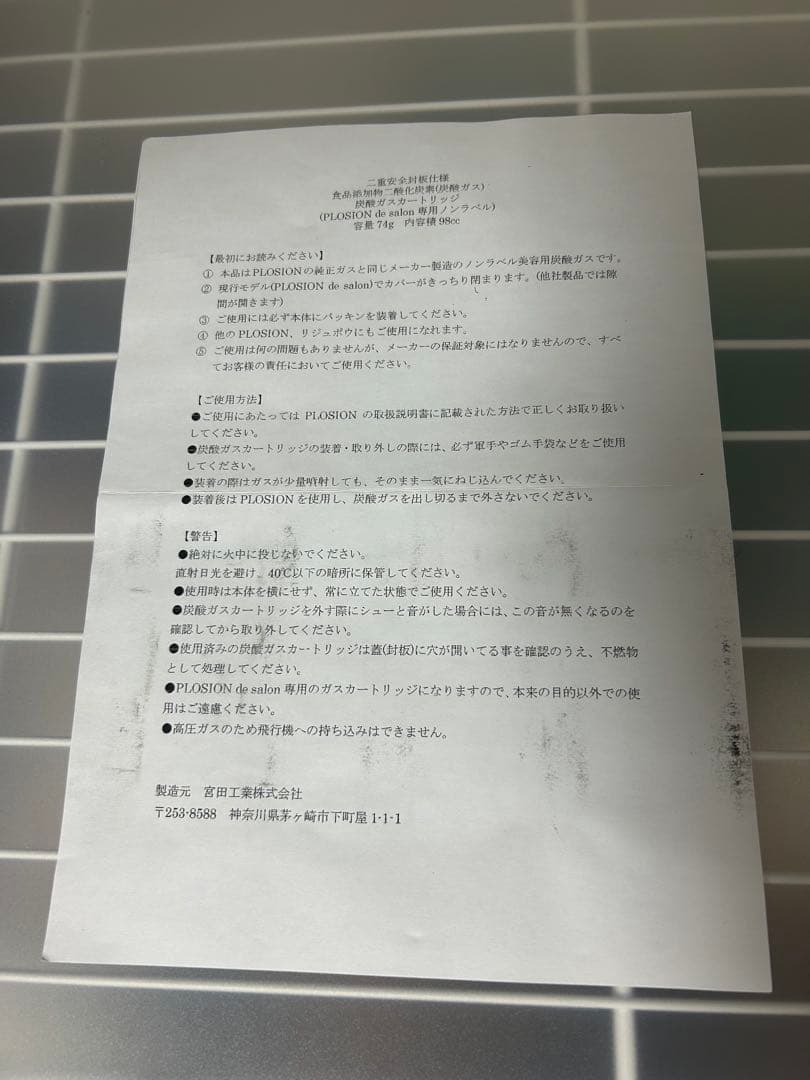 二重安全封板仕様
食品添加物二酸化炭素(炭酸ガス)
炭酸ガスカートリッジ
(PLOSION de salon 専用ノンラベル)
容量 74g 内容積 98cc
【最初にお読みください】
① 本品は PLOSION の純正ガスと同じメーカー製造のノンラベル美容用炭酸ガスです。
② 現行モデル(PLOSION de salon)でカバーがきっちり閉まります。(他社製品では隙
間が開きます)
③ ご使用には必ず本体にパッキンを装着してください。
④ 他の PLOSION、リジュボウにもご使用になれます。
⑤ ご使用は何の問題もありませんが、メーカーの保証対象にはなりませんので、すべ
てお客様の責任においてご使用ください。
【ご使用方法】
●ご使用にあたっては PLOSION の取扱説明書に記載された方法で正しくお取り扱い
してください。
●炭酸ガスカートリッジの装着・取り外しの際には、必ず軍手やゴム手袋などをご使用
してください。
●装着の際はガスが少量噴射しても、そのまま一気にねじ込んでください。
●装着後は PLOSION を使用し、炭酸ガスを出し切るまで外さないでください。
【警告】
●絶対に火中に投じないでください。
直射日光を避け、40℃以下の暗所に保管してください。
●使用時は本体を横にせず、常に立てた状態でご使用ください。
●炭酸ガスカートリッジを外す際にシューと音がした場合には、この音が無くなるのを
確認してから取り外してください。
●使用済みの炭酸ガスカートリッジは蓋(封板)に穴が開いてる事を確認のうえ、不燃物
として処理してください。
●PLOSION de salon 専用のガスカートリッジになりますので、本来の目的以外での使
用はご遠慮ください。
●高圧ガスのため飛行機への持ち込みはできません。
製造元 宮田工業株式会社
〒253-8588 神奈川県茅ヶ崎市下町屋 1-1-1